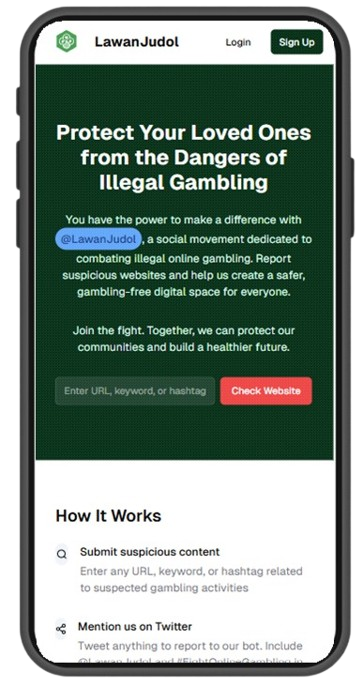 LawanJudol
Login
Sign Up
Protect Your Loved Ones
from the Dangers of
Illegal Gambling
You have the power to make a difference with
@LawanJudol, a social movement dedicated to
combating illegal online gambling. Report
suspicious websites and help us create a safer,
gambling-free digital space for everyone.
Join the fight. Together, we can protect our
communities and build a healthier future.
Enter URL, keyword, or hashtag
Check Website
How It Works
Submit suspicious content
Enter any URL, keyword, or hashtag related
to suspected gambling activities
Mention us on Twitter
Tweet anything to report to our bot. Include
@LawanJudol and #FightOnlineGambling in